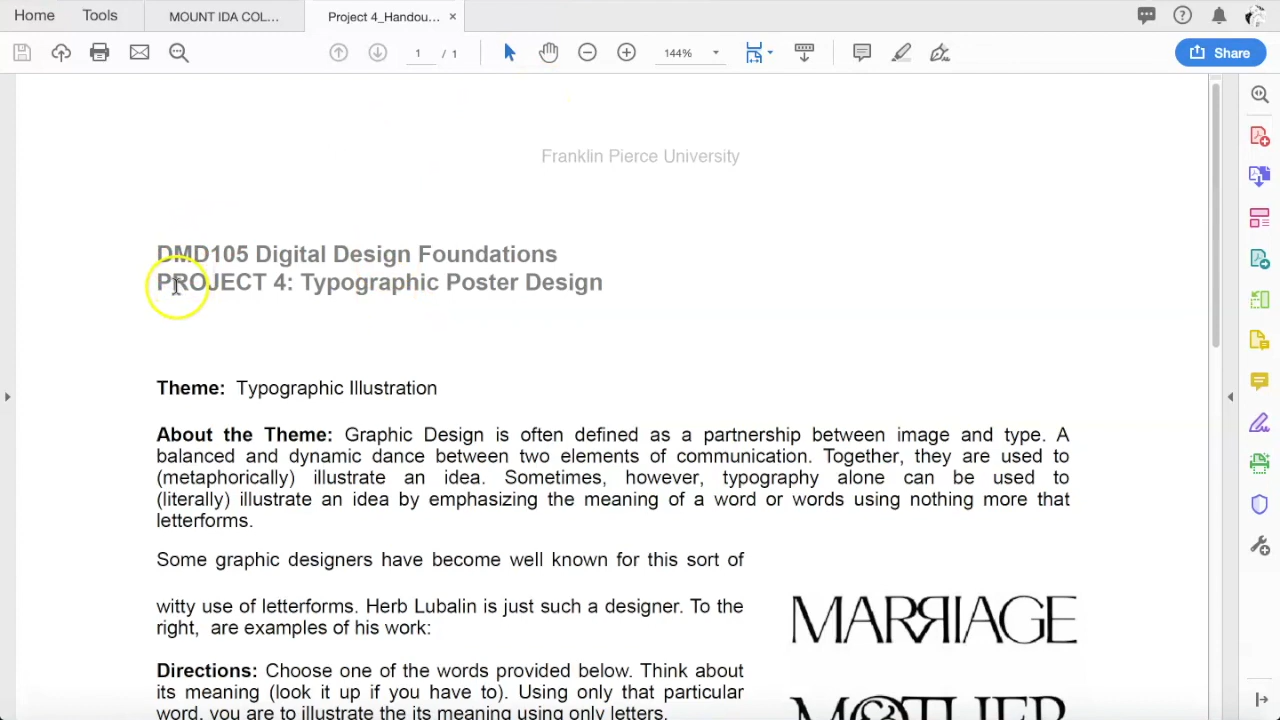 Home
Tools
MOUNT IDA COL...
Project 4_Handou...
1 / 1
144%
Share
Franklin Pierce University
DMD105 Digital Design Foundations
PROJECT 4: Typographic Poster Design
Theme: Typographic Illustration
About the Theme: Graphic Design is often defined as a partnership between image and type. A
balanced and dynamic dance between two elements of communication. Together, they are used to
(metaphorically) illustrate an idea. Sometimes, however, typography alone can be used to
(literally) illustrate an idea by emphasizing the meaning of a word or words using nothing more that
letterforms.
Some graphic designers have become well known for this sort of
witty use of letterforms. Herb Lubalin is just such a designer. To the
right, are examples of his work:
MARRIAGE
Directions: Choose one of the words provided below. Think about
its meaning (look it up if you have to). Using only that particular
word, you are to illustrate the its meaning using only letters.
MOTHER